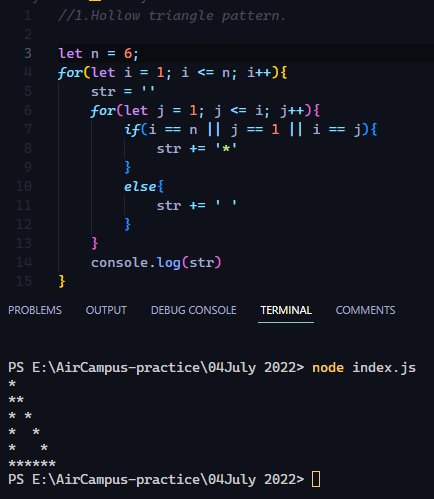 1 //1.Hollow triangle pattern.
2
3 let n = 6;
4 for(let i = 1; i <= n; i++){
5     str = ''
6     for(let j = 1; j <= i; j++){
7         if(i == n || j == 1 || i == j){
8             str += '*'
9         }
10         else{
11             str += ' '
12         }
13     }
14     console.log(str)
15 }
PROBLEMS OUTPUT DEBUG CONSOLE TERMINAL COMMENTS
PS E:\AirCampus-practice\04July 2022> node index.js
*
**
* *
*  *
*   *
******
PS E:\AirCampus-practice\04July 2022>